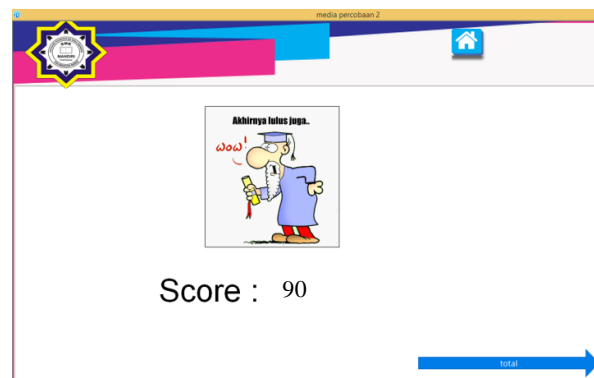 media percobaan 2
Akhirnya lulus juga..
wow!
Score : 90
total